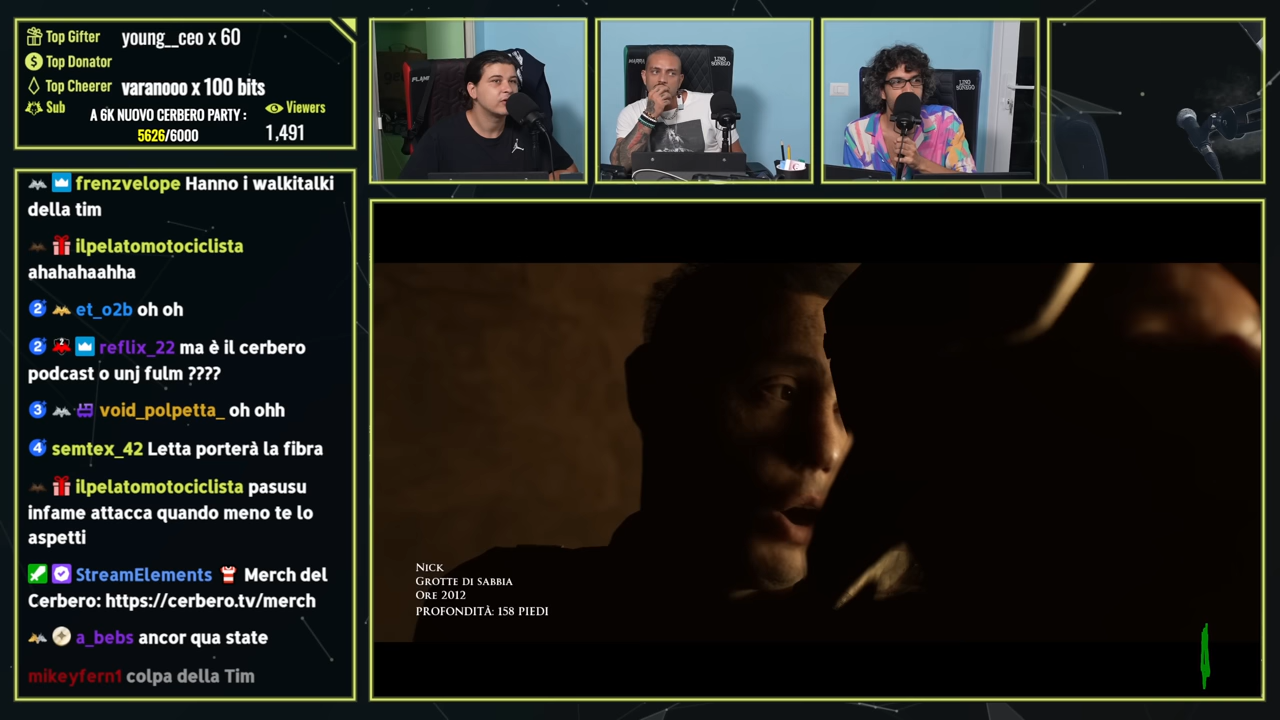 Top Gifter young__ceo x 60
Top Donator
Top Cheerer varanooo x 100 bits
Sub
A 6K NUOVO CERBERO PARTY :
5626/6000
Viewers
1,491
frenzvelope Hanno i walkitalki
della tim
ilpelatomotociclista
ahahahaahha
2 et_o2b oh oh
2 2 reflix_22 ma è il cerbero
podcast o unj fulm ????
3 void_polpetta_ oh ohh
4 semtex_42 Letta porterà la fibra
ilpelatomotociclista pasusu
infame attacca quando meno te lo
aspetti
StreamElements Merch del
Cerbero: https://cerbero.tv/merch
a_bebs ancor qua state
mikeyfern1 colpa della Tim
Nick
Grotte di sabbia
Ore 2012
PROFONDITÀ: 158 PIEDI